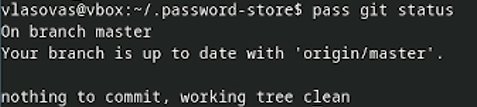 vlasovas@vbox:~/.password-store$ pass git status
On branch master
Your branch is up to date with 'origin/master'.
nothing to commit, working tree clean